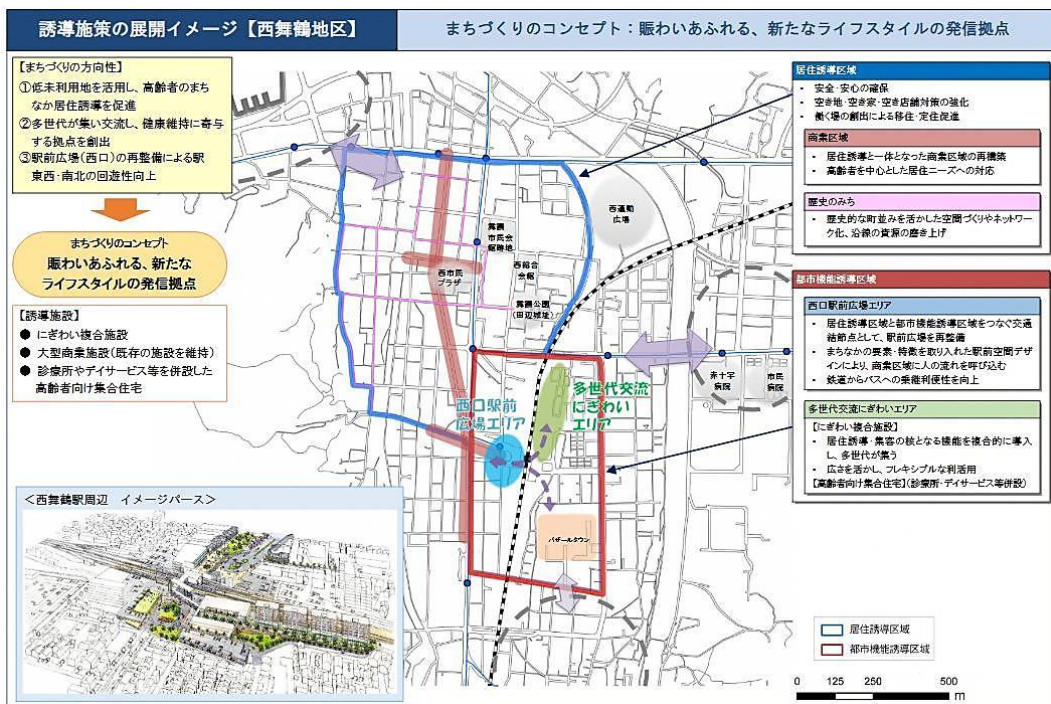 誘導施策の展開イメージ【西舞鶴地区】
まちづくりのコンセプト：賑わいあふれる、新たなライフスタイルの発信拠点
【まちづくりの方向性】
①低未利用地を活用し、高齢者のまち
なか居住誘導を促進
②多世代が集い交流し、健康維持に寄与
する拠点を創出
③駅前広場(西口)の再整備による駅
東西・南北の回遊性向上
まちづくりのコンセプト
賑わいあふれる、新たな
ライフスタイルの発信拠点
【誘導施設】
● にぎわい複合施設
● 大型商業施設(既存の施設を維持)
● 診療所やデイサービス等を併設した
高齢者向け集合住宅
西運動
広場
舞鶴
市民会
館跡地
西総合
会館
西市民
プラザ
舞鶴公園
(田辺城址)
赤十字
病院
市民
病院
多世代交流
にぎわい
エリア
西口駅前
広場エリア
バザールタウン
居住誘導区域
・ 安全・安心の確保
・ 空き地・空き家・空き店舗対策の強化
・ 働く場の創出による移住・定住促進
商業区域
・ 居住誘導と一体となった商業区域の再構築
・ 高齢者を中心とした居住ニーズへの対応
歴史のみち
・ 歴史的な町並みを活かした空間づくりやネットワー
ク化、沿線の資源の磨き上げ
都市機能誘導区域
西口駅前広場エリア
・ 居住誘導区域と都市機能誘導区域をつなぐ交通
結節点として、駅前広場を再整備
・ まちなかの要素・特徴を取り入れた駅前空間デザ
インにより、商業区域に人の流れを呼び込む
・ 鉄道からバスへの乗継利便性を向上
多世代交流にぎわいエリア
【にぎわい複合施設】
・ 居住誘導・集客の核となる機能を複合的に導入
し、多世代が集う
・ 広さを活かし、フレキシブルな利活用
【高齢者向け集合住宅】(診療所・デイサービス等併設)
＜西舞鶴駅周辺　イメージパース＞
居住誘導区域
都市機能誘導区域
0 125 250 500
m